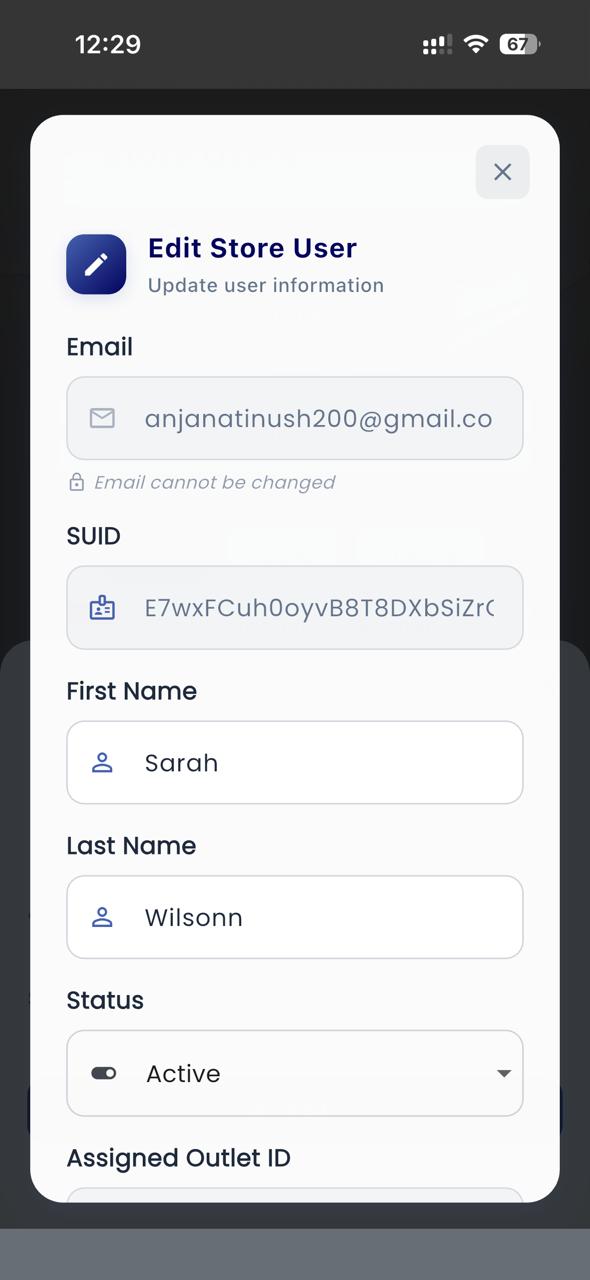 12:29
67
Edit Store User
Update user information
Email
anjanatinush200@gmail.co
Email cannot be changed
SUID
E7wxFCuh0oyvB8T8DXbSiZr
First Name
Sarah
Last Name
Wilsonn
Status
Active
Assigned Outlet ID